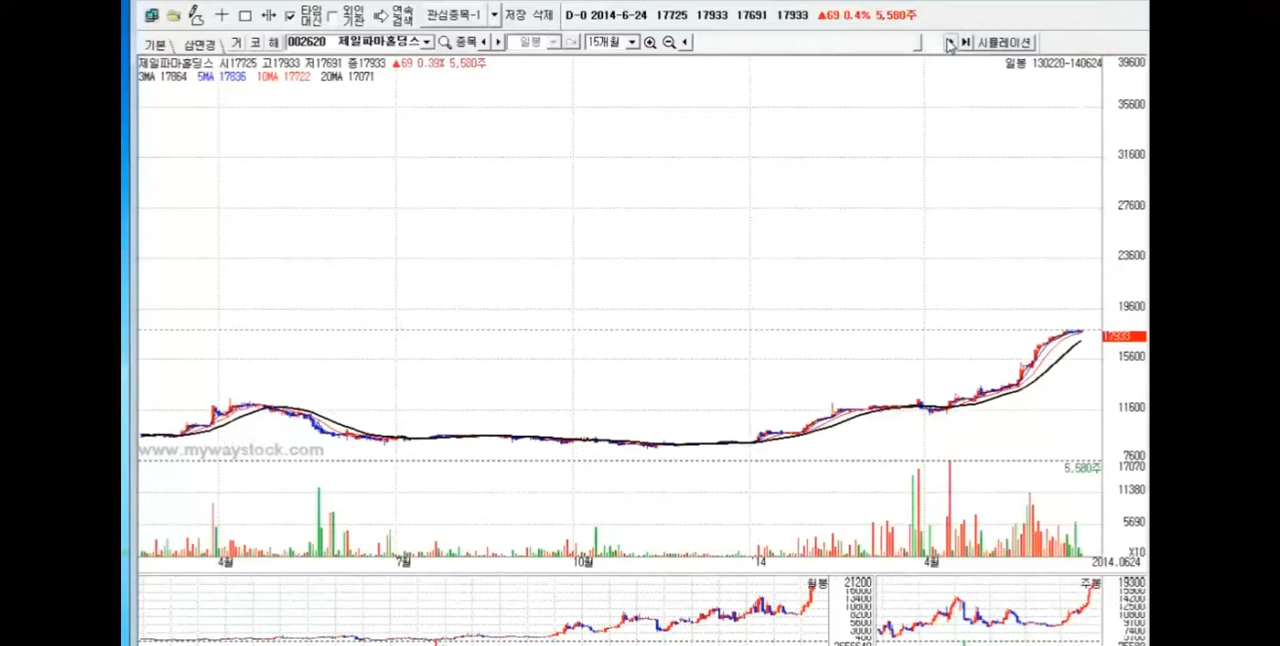 타임머신 외인기관 연속검색 관심종목-1 저장 삭제 D-0 2014-6-24 17725 17933 17691 17933 ▲69 0.4% 5,580주
기본 삼면경 거 코 해 002620 제일파마홀딩스 종목 일봉 15개월 시뮬레이션
제일파마홀딩스 시17725 고17933 저17691 종17933 ▲69 0.39% 5,580주 일봉 130220-140624
3MA 17864 5MA 17836 10MA 17722 20MA 17071
39600
35600
31600
27600
23600
19600
17933
15600
11600
www.mywaystock.com
7600
5,580주 17070
11380
5690
X10
4월 7월 10월 14 4월 2014.0624
월봉 21200 주봉 19300